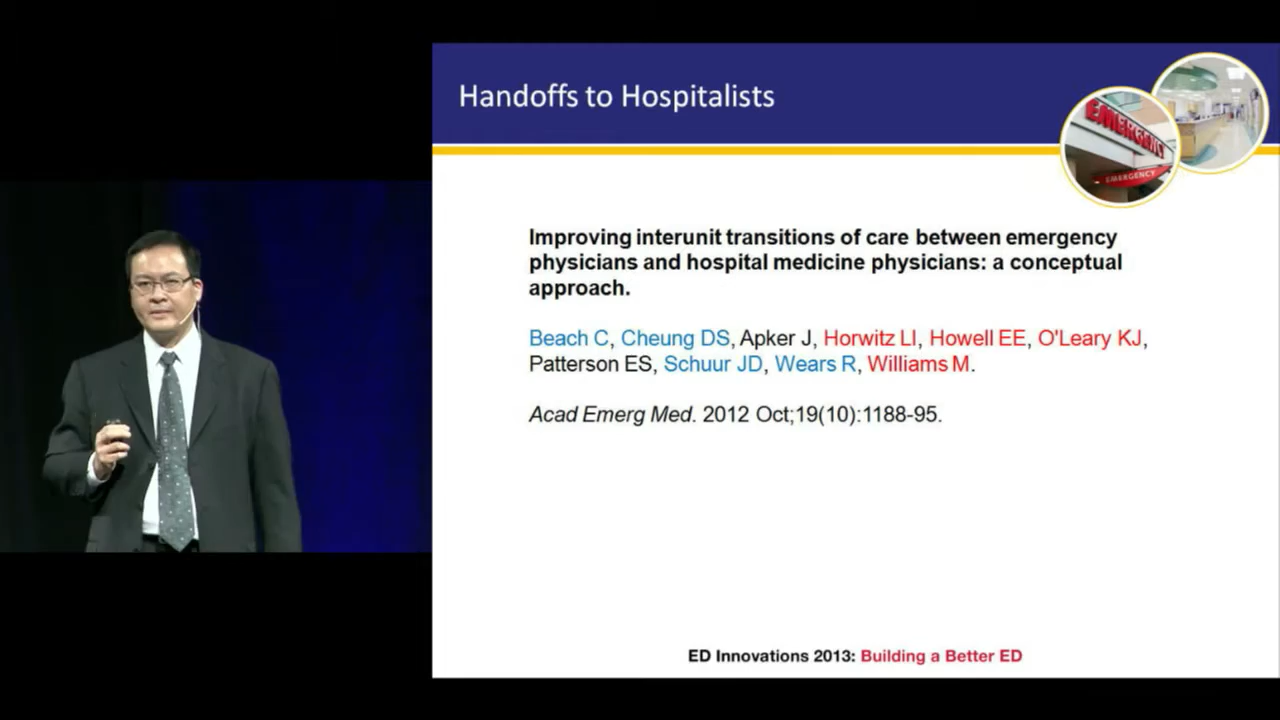 Handoffs to Hospitalists
EMERGENCY
EMERGENCY
Improving interunit transitions of care between emergency
physicians and hospital medicine physicians: a conceptual
approach.
Beach C, Cheung DS, Apker J, Horwitz LI, Howell EE, O'Leary KJ,
Patterson ES, Schuur JD, Wears R, Williams M.
Acad Emerg Med. 2012 Oct;19(10):1188-95.
ED Innovations 2013: Building a Better ED